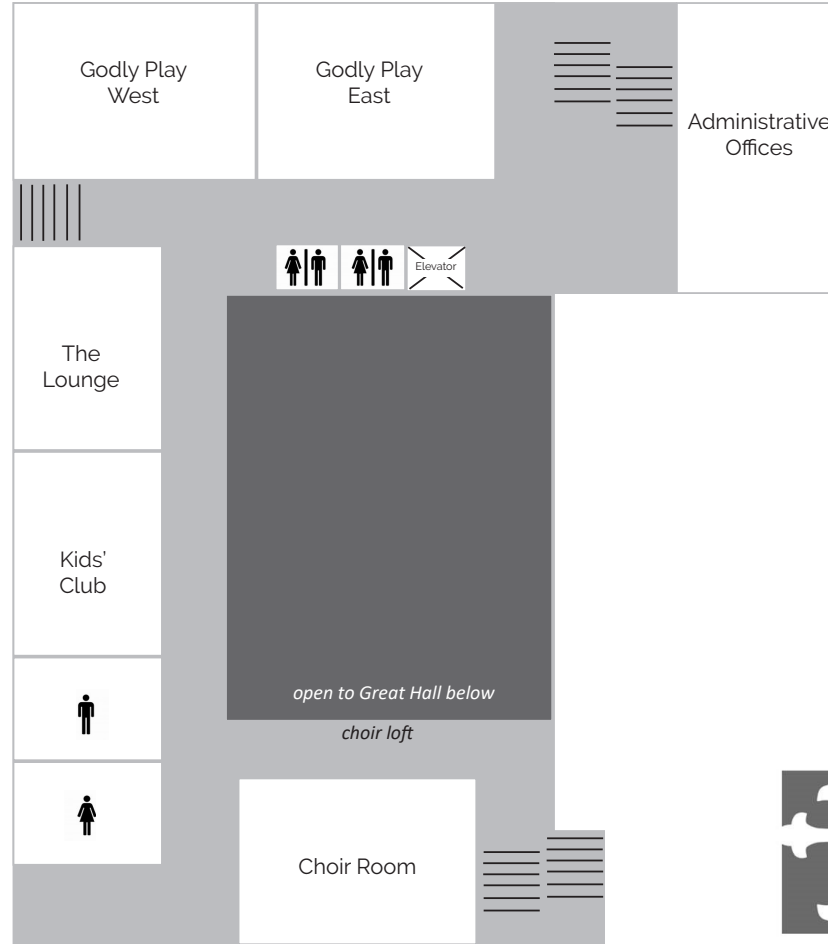 Godly Play
West
Godly Play
East
Administrative
Offices
Elevator
The
Lounge
Kids’
Club
open to Great Hall below
choir loft
Choir Room